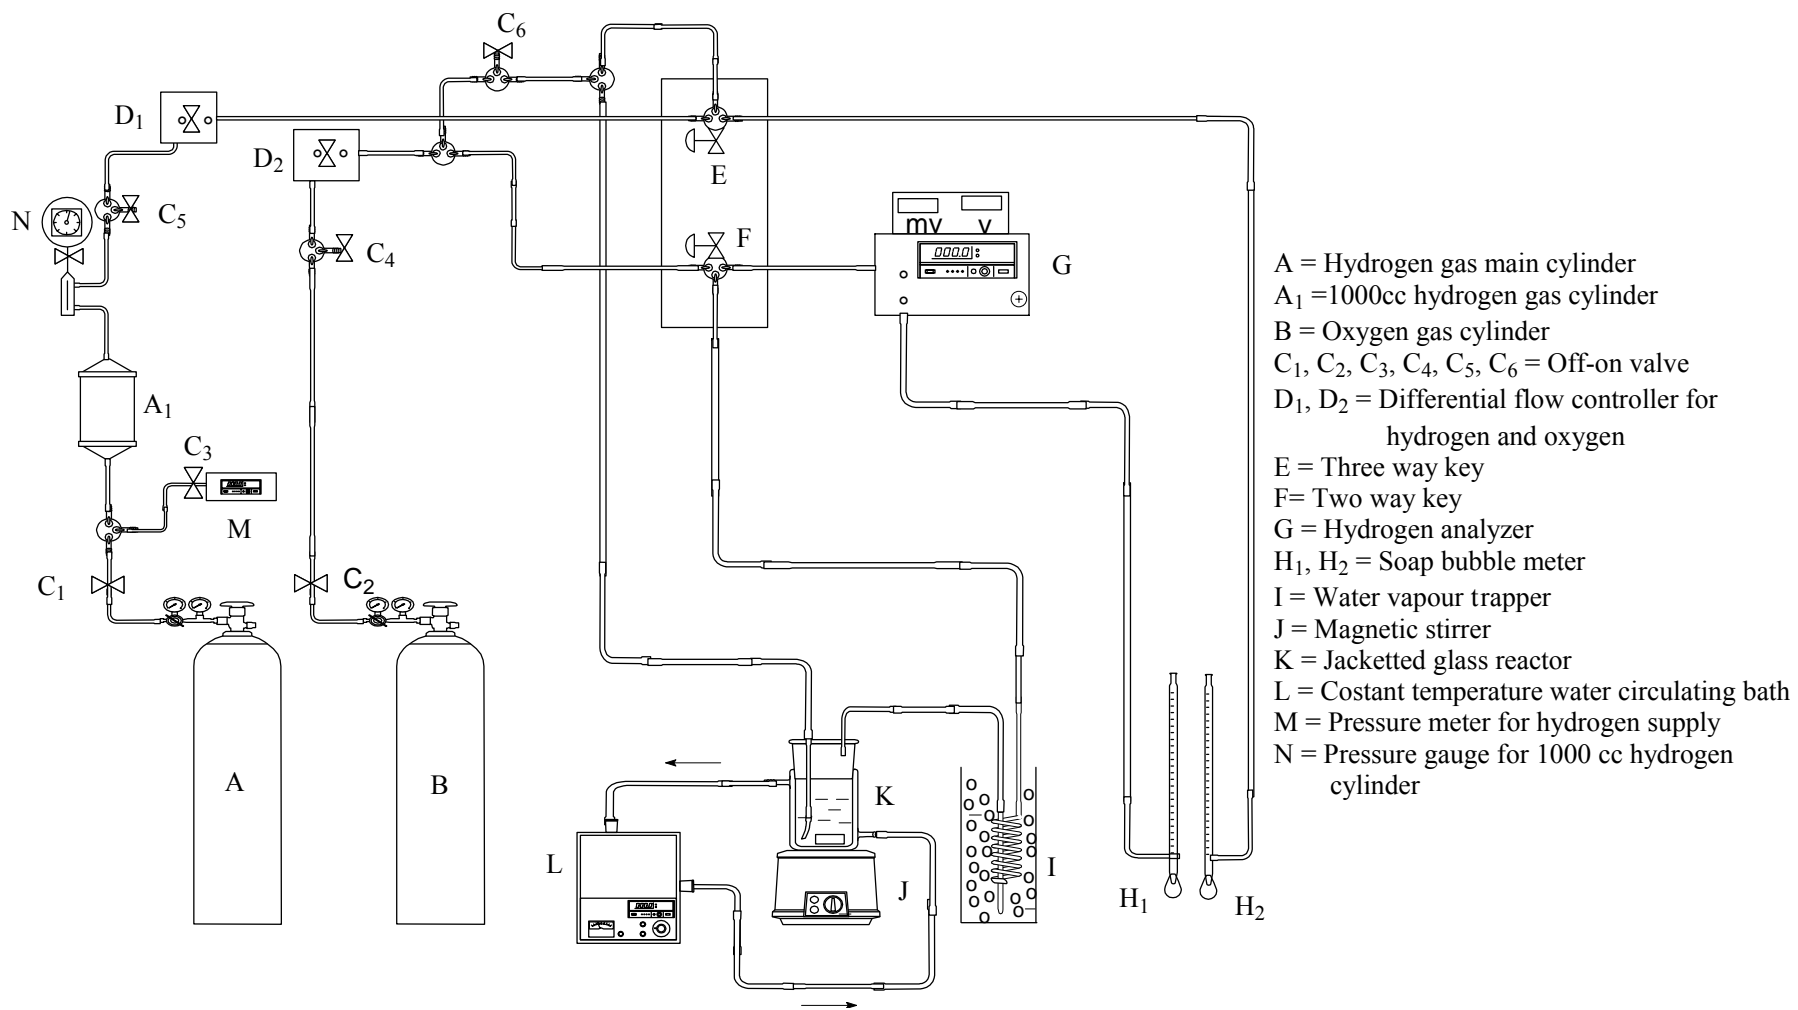 C6
D1
D2
E
N
C5
C4
F
mv v
000.0
G
A1
C3
M
C1
C2
A
B
L
K
J
I
H1
H2
A = Hydrogen gas main cylinder
A1 =1000cc hydrogen gas cylinder
B = Oxygen gas cylinder
C1, C2, C3, C4, C5, C6 = Off-on valve
D1, D2 = Differential flow controller for
hydrogen and oxygen
E = Three way key
F= Two way key
G = Hydrogen analyzer
H1, H2 = Soap bubble meter
I = Water vapour trapper
J = Magnetic stirrer
K = Jacketted glass reactor
L = Costant temperature water circulating bath
M = Pressure meter for hydrogen supply
N = Pressure gauge for 1000 cc hydrogen
cylinder